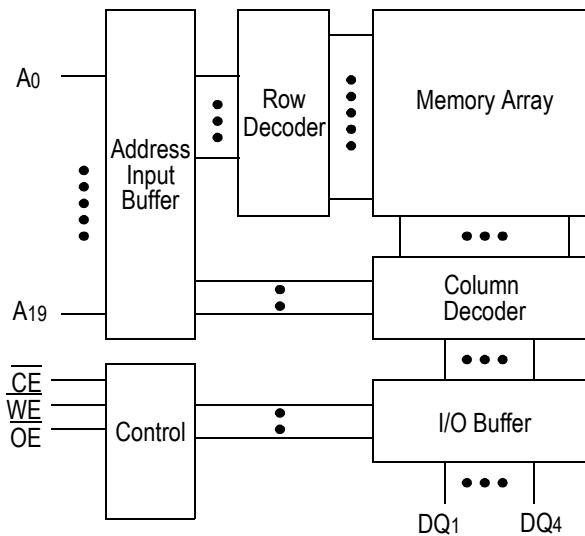 A0
A19
Address
Input
Buffer
Row
Decoder
Memory Array
Column
Decoder
CE
WE
OE
Control
I/O Buffer
DQ1
DQ4